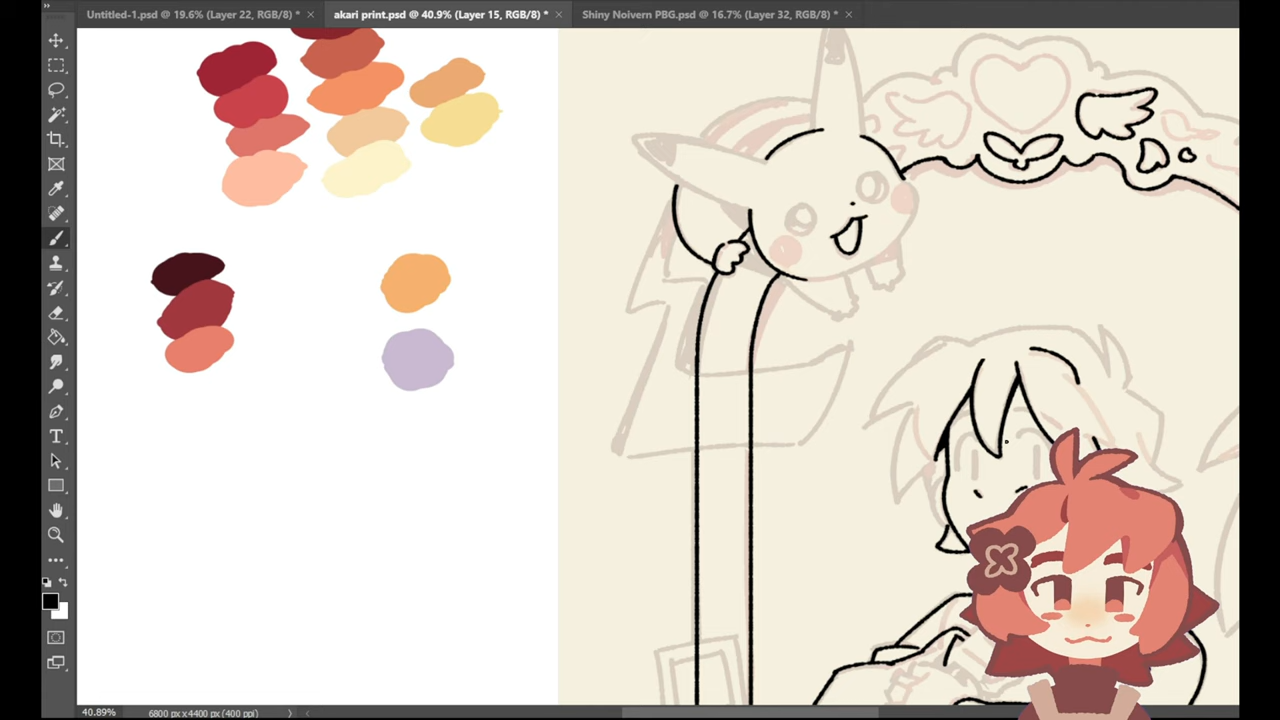 Untitled-1.psd @ 19.6% (Layer 22, RGB/8) * ×
akari print.psd @ 40.9% (Layer 15, RGB/8) * ×
Shiny Noivern PBG.psd @ 16.7% (Layer 32, RGB/8) * ×
T
40.89%
6800 px x 4400 px (400 ppi)